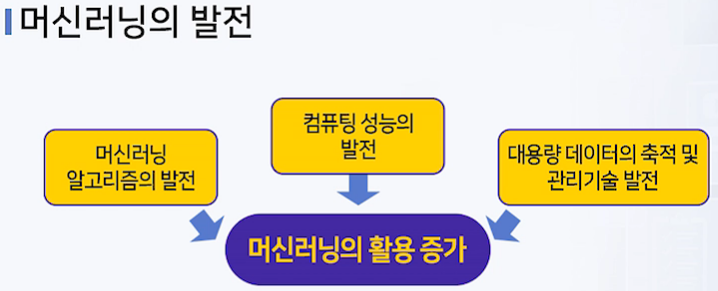 머신러닝의 발전
머신러닝
알고리즘의 발전
컴퓨팅 성능의
발전
대용량 데이터의 축적 및
관리기술 발전
머신러닝의 활용 증가